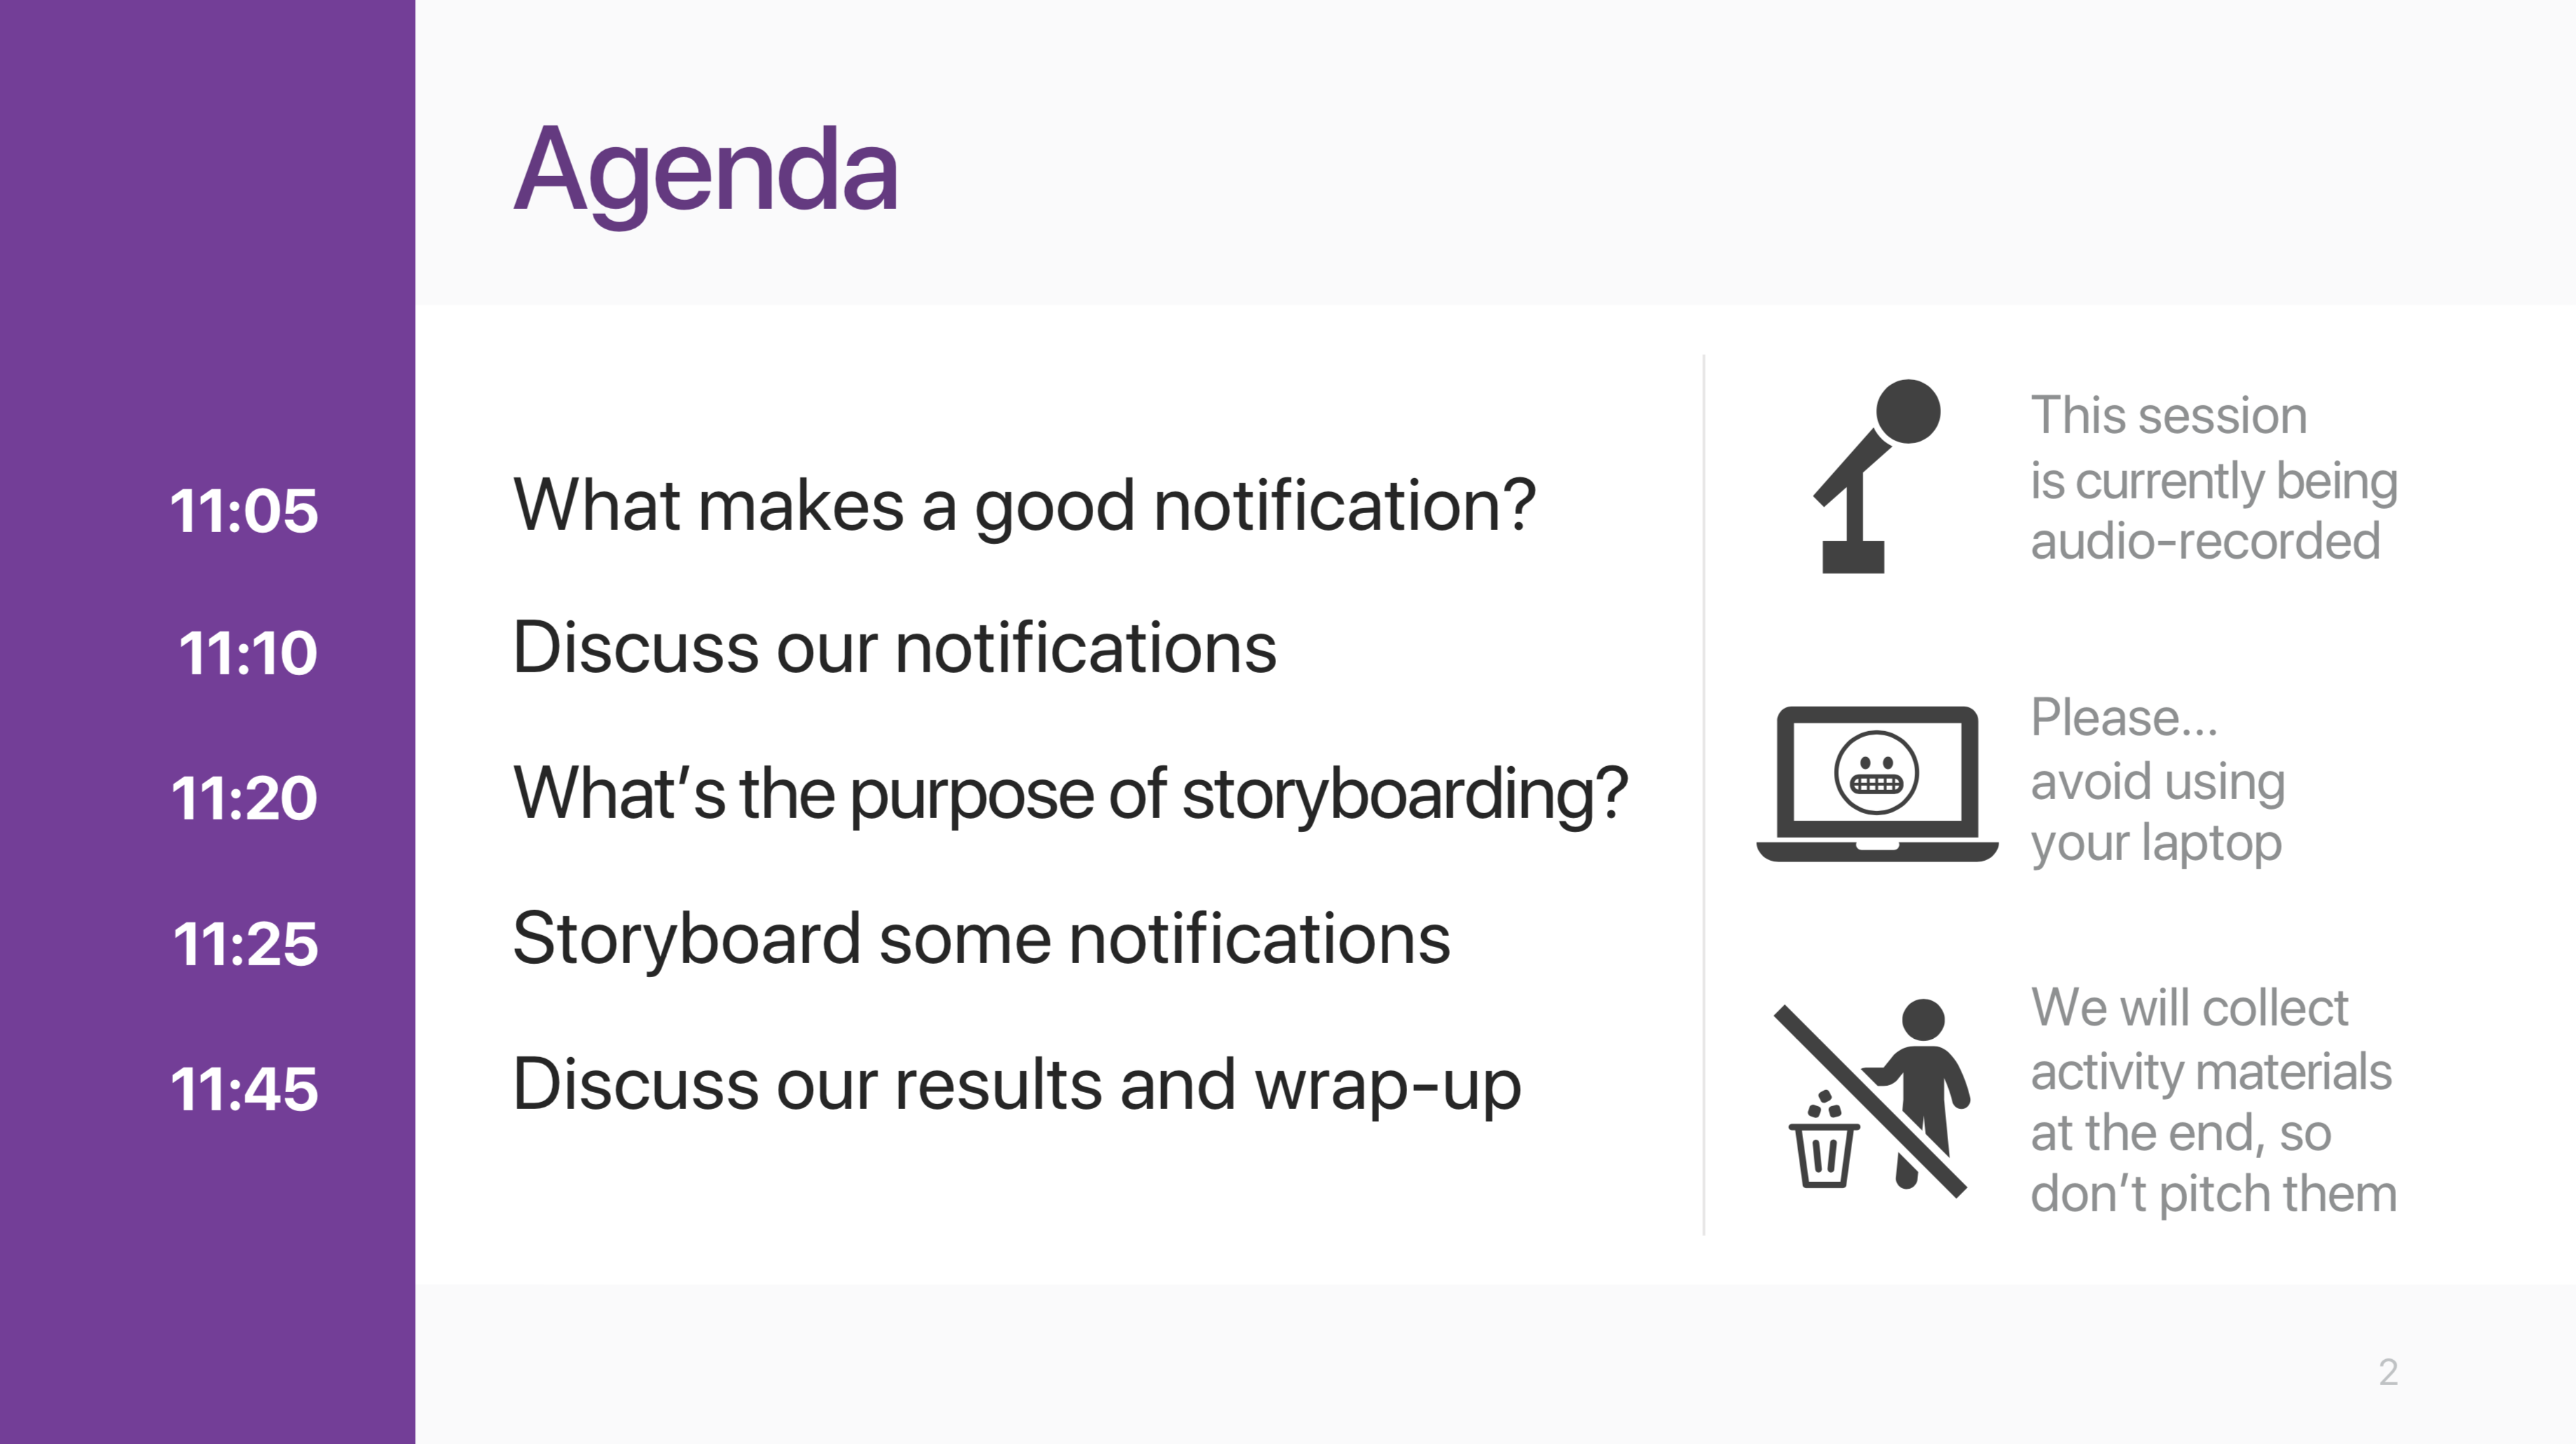 Agenda
11:05 What makes a good notification?
11:10 Discuss our notifications
11:20 What’s the purpose of storyboarding?
11:25 Storyboard some notifications
11:45 Discuss our results and wrap-up
This session
is currently being
audio-recorded
Please...
avoid using
your laptop
We will collect
activity materials
at the end, so
don’t pitch them
2